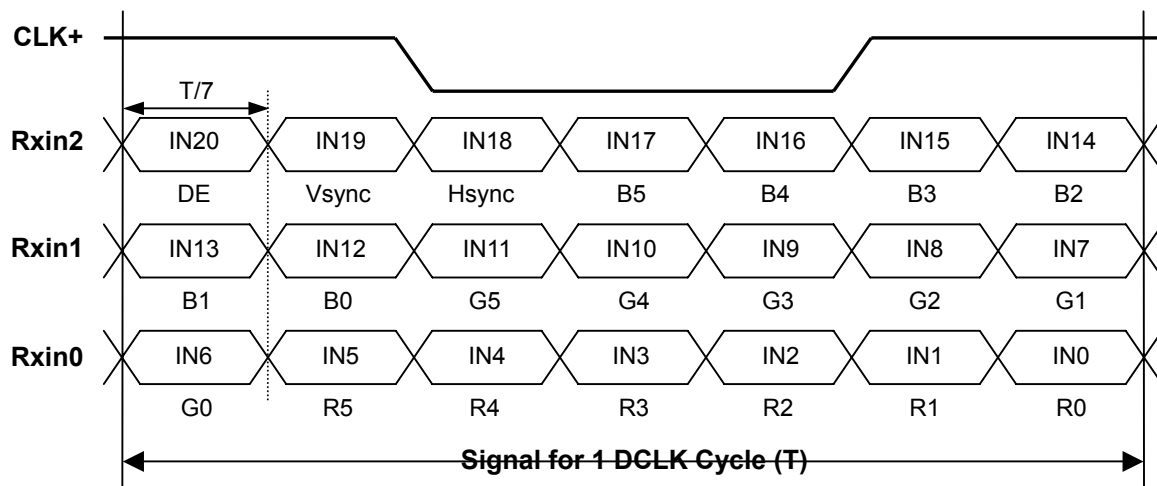 CLK+
T/7
Rxin2 IN20 IN19 IN18 IN17 IN16 IN15 IN14
DE Vsync Hsync B5 B4 B3 B2
Rxin1 IN13 IN12 IN11 IN10 IN9 IN8 IN7
B1 B0 G5 G4 G3 G2 G1
Rxin0 IN6 IN5 IN4 IN3 IN2 IN1 IN0
G0 R5 R4 R3 R2 R1 R0
Signal for 1 DCLK Cycle (T)